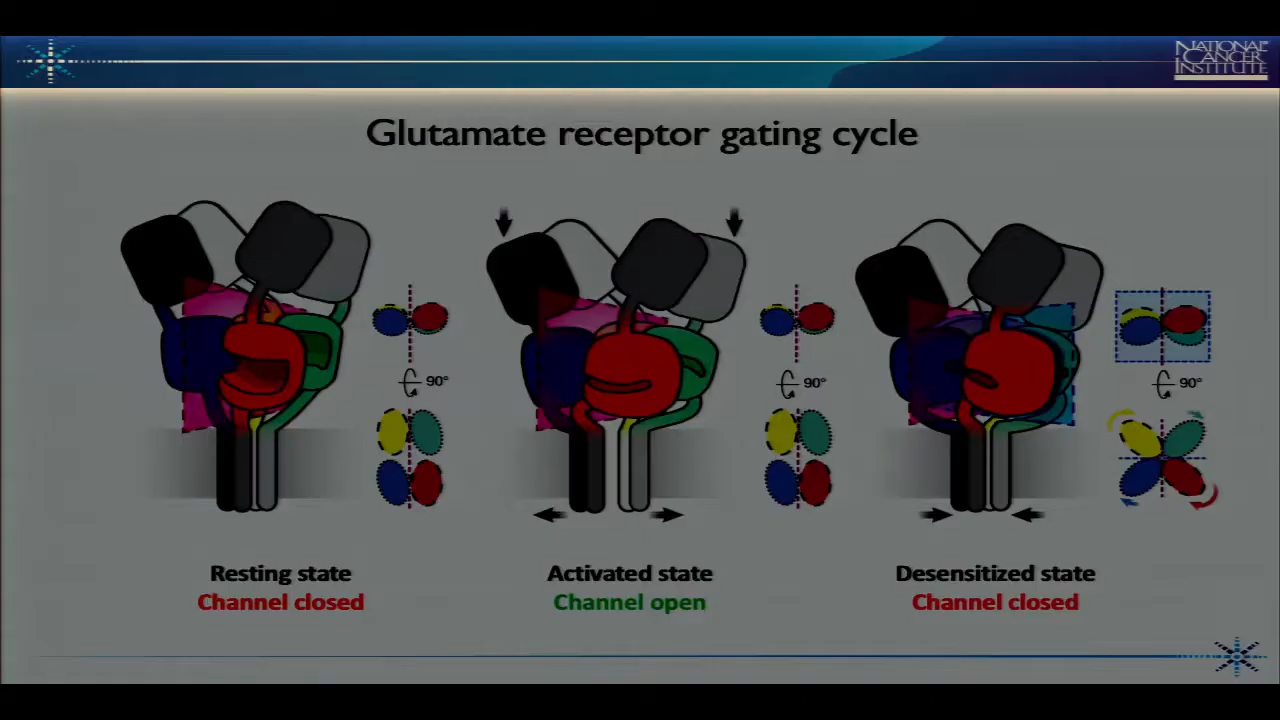 NATIONAL
CANCER
INSTITUTE
Glutamate receptor gating cycle
90°
90°
90°
Resting state
Channel closed
Activated state
Channel open
Desensitized state
Channel closed